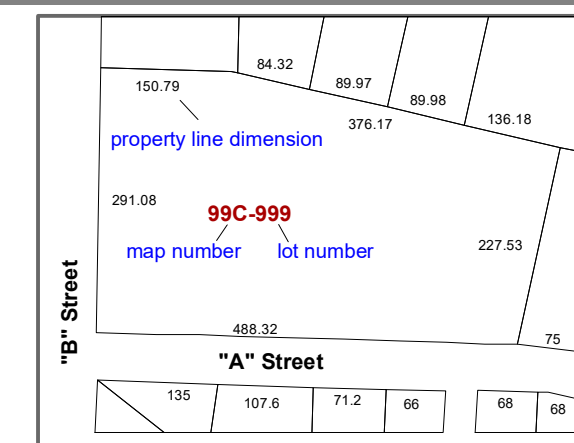 84.32
150.79
89.97
89.98
376.17
136.18
property line dimension
291.08
99C-999
map number
lot number
227.53
"B" Street
488.32
75
"A" Street
135
107.6
71.2
66
68
68